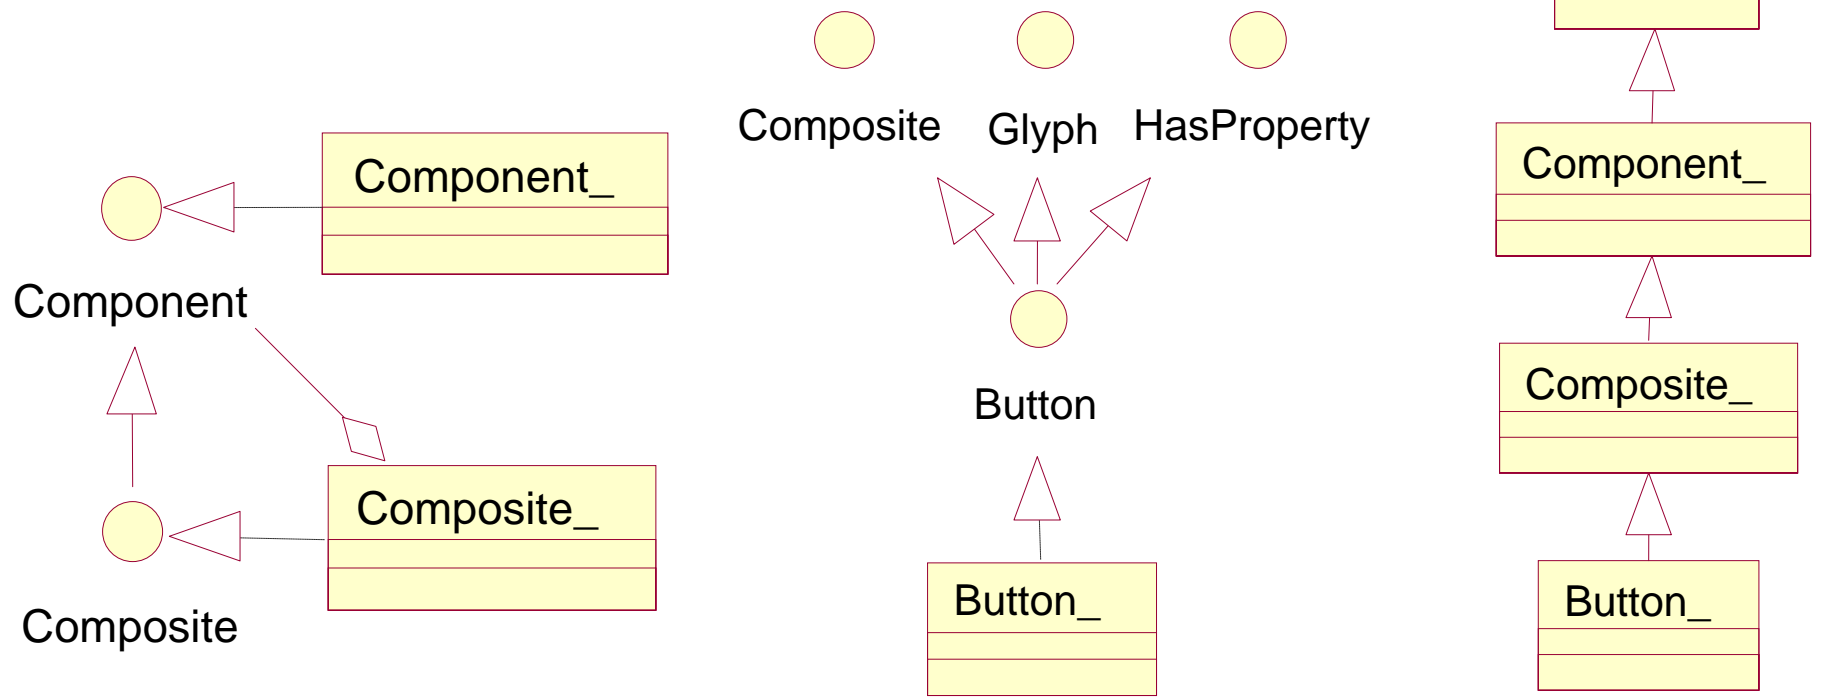 Component_
Component
Composite_
Composite
Composite
Glyph
HasProperty
Button
Button_
Component_
Composite_
Button_